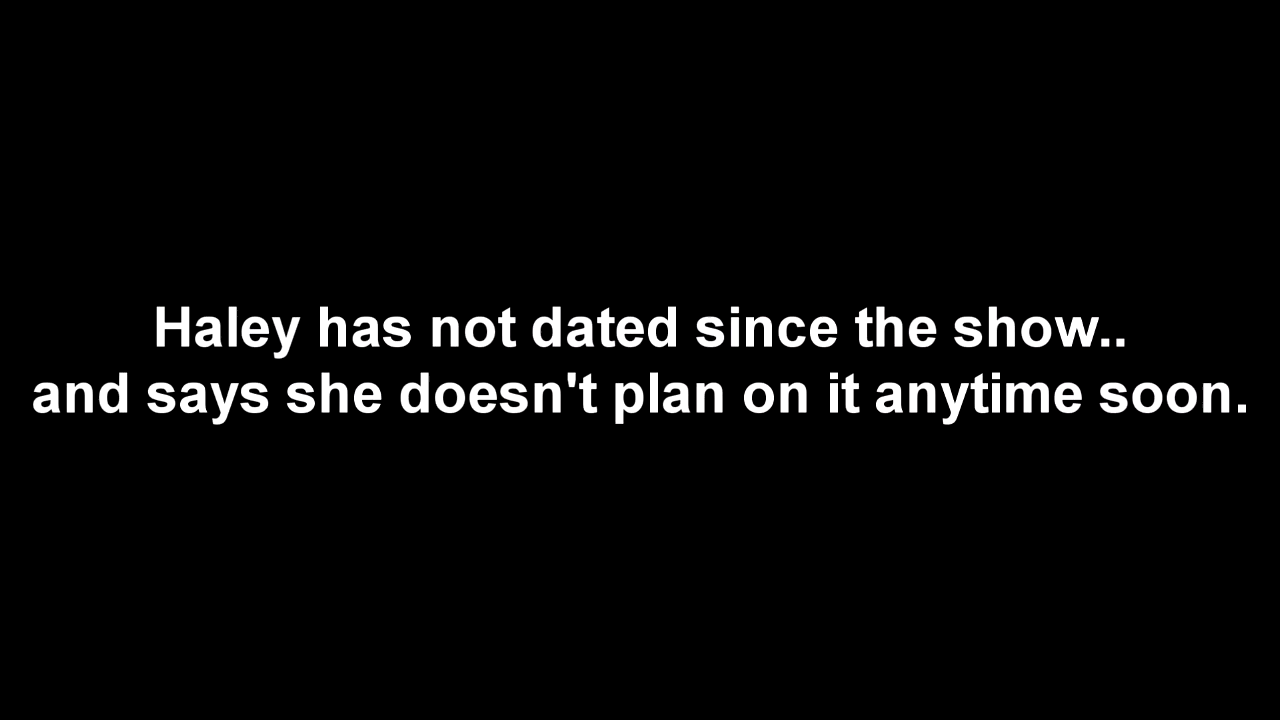 Haley has not dated since the show..
and says she doesn't plan on it anytime soon.